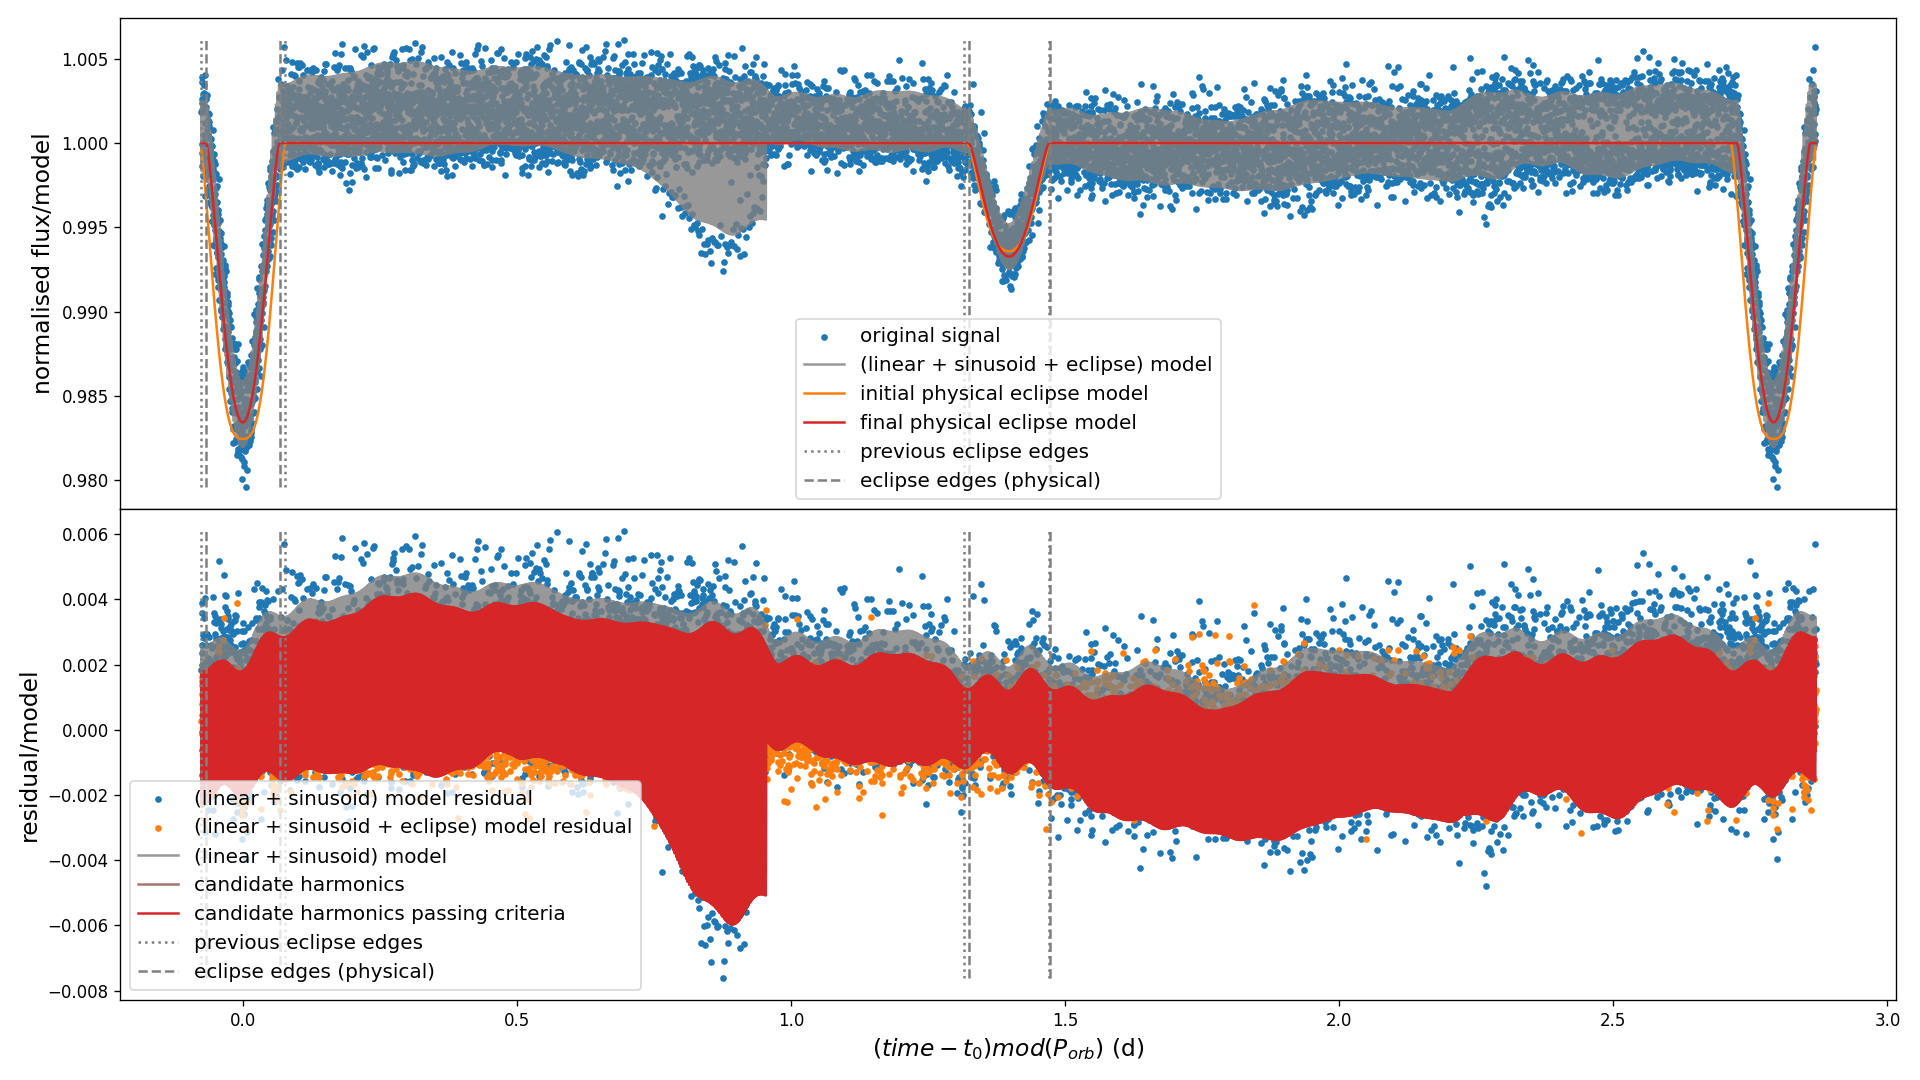 normalised flux/model
1.005
1.000
0.995
0.990
0.985
0.980
original signal
(linear + sinusoid + eclipse) model
initial physical eclipse model
final physical eclipse model
previous eclipse edges
eclipse edges (physical)
residual/model
0.006
0.004
0.002
0.000
−0.002
−0.004
−0.006
−0.008
(linear + sinusoid) model residual
(linear + sinusoid + eclipse) model residual
(linear + sinusoid) model
candidate harmonics
candidate harmonics passing criteria
previous eclipse edges
eclipse edges (physical)
0.0 0.5 1.0 1.5 2.0 2.5 3.0
(time − t₀)mod(P_orb) (d)